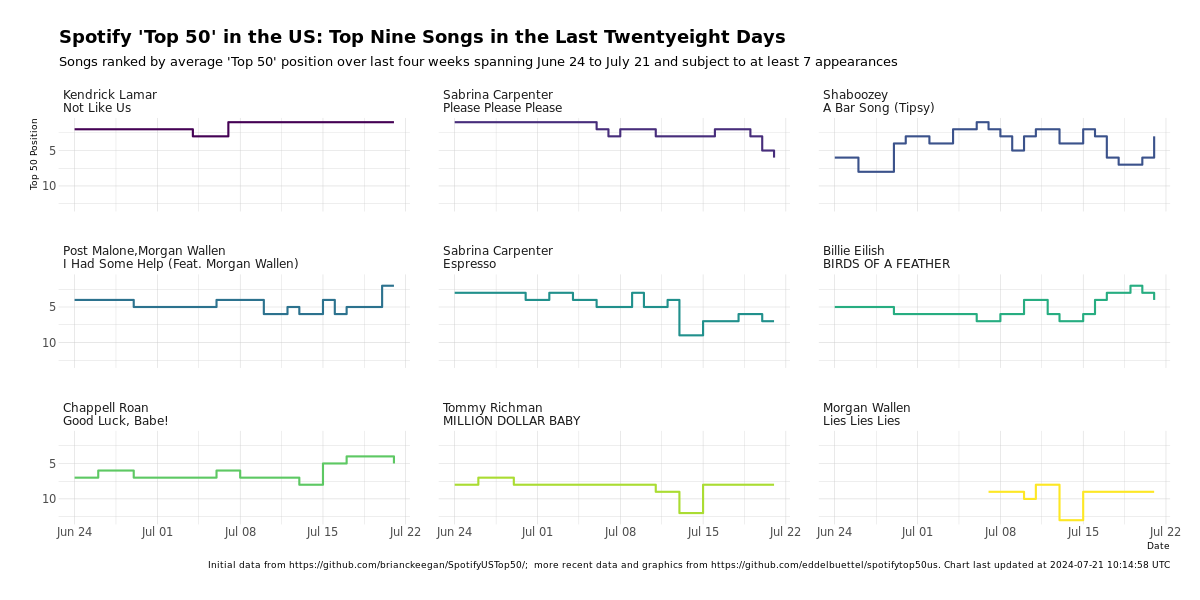 Spotify 'Top 50' in the US: Top Nine Songs in the Last Twentyeight Days
Songs ranked by average 'Top 50' position over last four weeks spanning June 24 to July 21 and subject to at least 7 appearances
Kendrick Lamar
Not Like Us
Sabrina Carpenter
Please Please Please
Shaboozey
A Bar Song (Tipsy)
Top 50 Position
5
10
Post Malone,Morgan Wallen
I Had Some Help (Feat. Morgan Wallen)
Sabrina Carpenter
Espresso
Billie Eilish
BIRDS OF A FEATHER
5
10
Chappell Roan
Good Luck, Babe!
Tommy Richman
MILLION DOLLAR BABY
Morgan Wallen
Lies Lies Lies
5
10
Jun 24 Jul 01 Jul 08 Jul 15 Jul 22
Jun 24 Jul 01 Jul 08 Jul 15 Jul 22
Jun 24 Jul 01 Jul 08 Jul 15 Jul 22
Date
Initial data from https://github.com/brianckeegan/SpotifyUSTop50/;  more recent data and graphics from https://github.com/eddelbuettel/spotifytop50us. Chart last updated at 2024-07-21 10:14:58 UTC